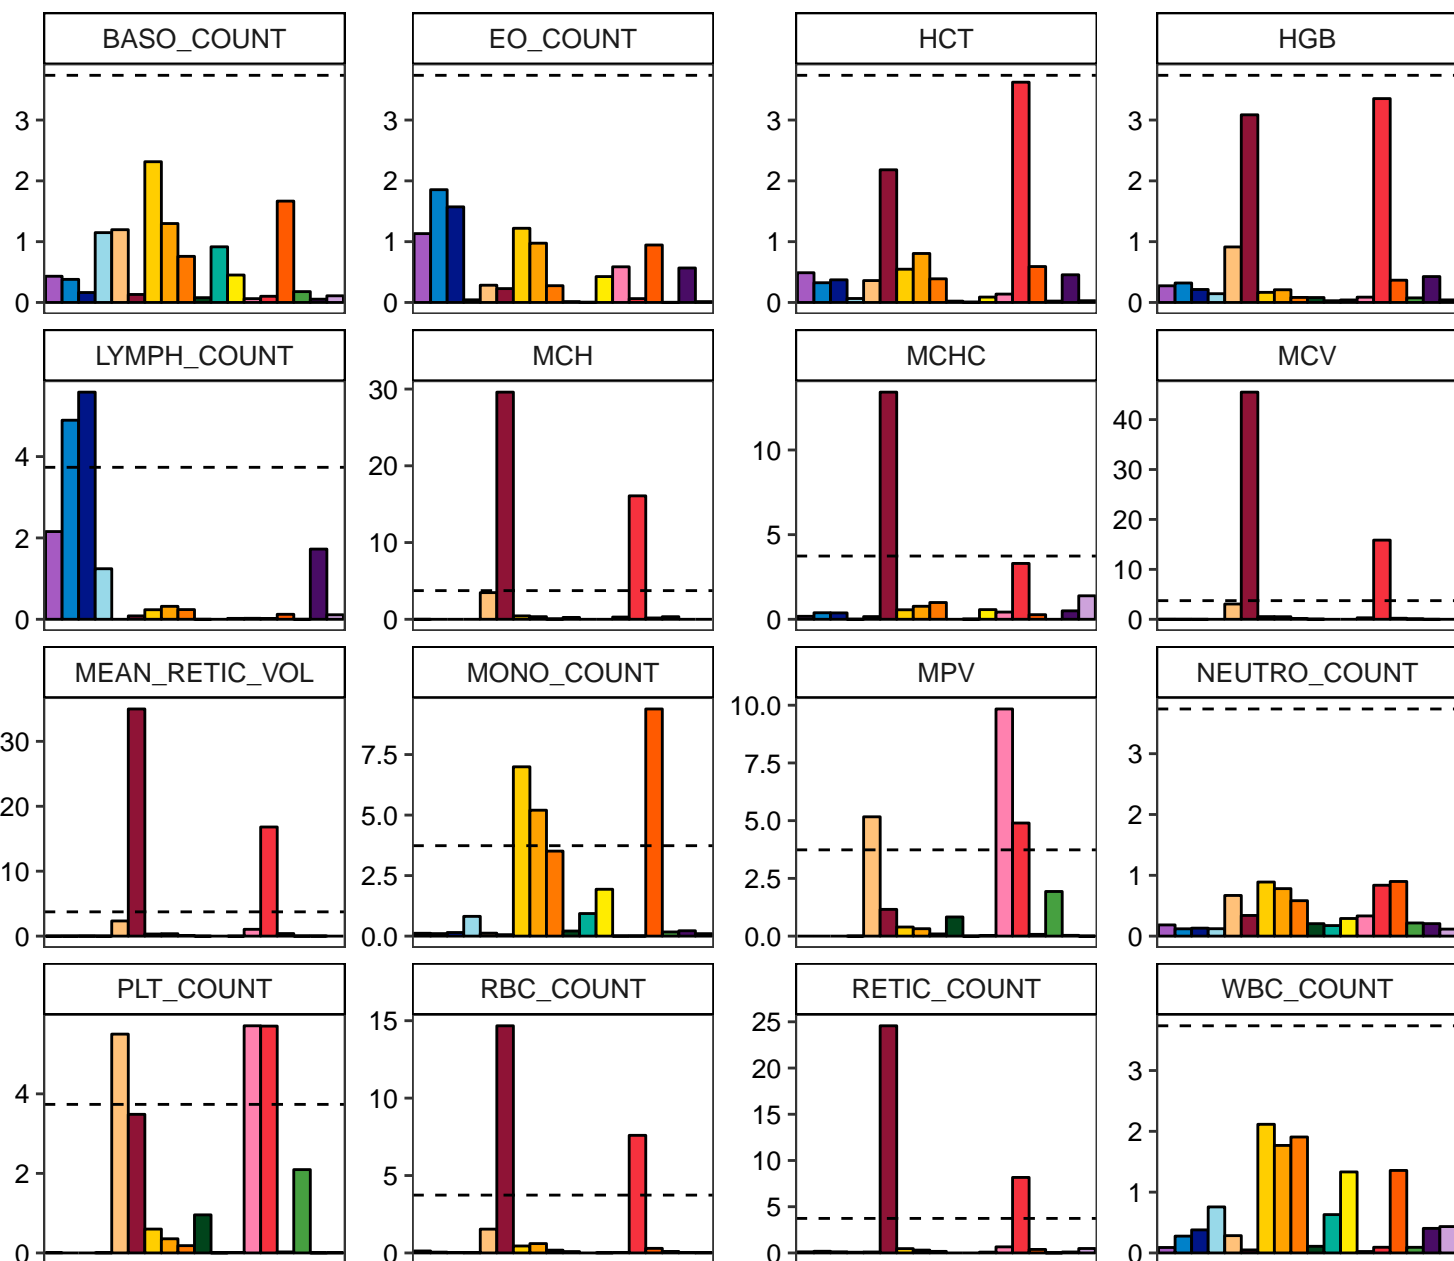 BASO_COUNT EO_COUNT HCT HGB
3 3 3 3
2 2 2 2
1 1 1 1
0 0 0 0
LYMPH_COUNT MCH MCHC MCV
4 30 10 40
2 20 5 30
0 10 0 20
0 10
0
MEAN_RETIC_VOL MONO_COUNT MPV NEUTRO_COUNT
30 7.5 10.0 3
20 5.0 7.5 2
10 2.5 5.0 1
0 0.0 2.5 0
0.0
PLT_COUNT RBC_COUNT RETIC_COUNT WBC_COUNT
4 15 25 3
2 10 20 2
0 5 15 1
0 10 0
5
0